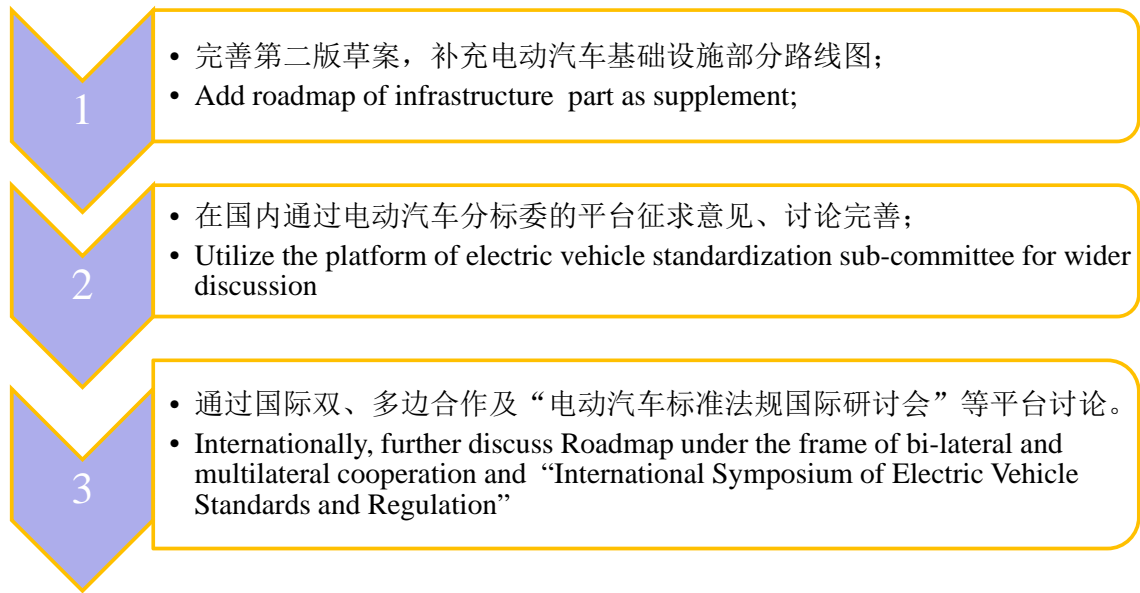 1
• 完善第二版草案，补充电动汽车基础设施部分路线图；
• Add roadmap of infrastructure part as supplement;
2
• 在国内通过电动汽车分标委的平台征求意见、讨论完善；
• Utilize the platform of electric vehicle standardization sub-committee for wider
discussion
3
• 通过国际双、多边合作及“电动汽车标准法规国际研讨会”等平台讨论。
• Internationally, further discuss Roadmap under the frame of bi-lateral and
multilateral cooperation and “International Symposium of Electric Vehicle
Standards and Regulation”